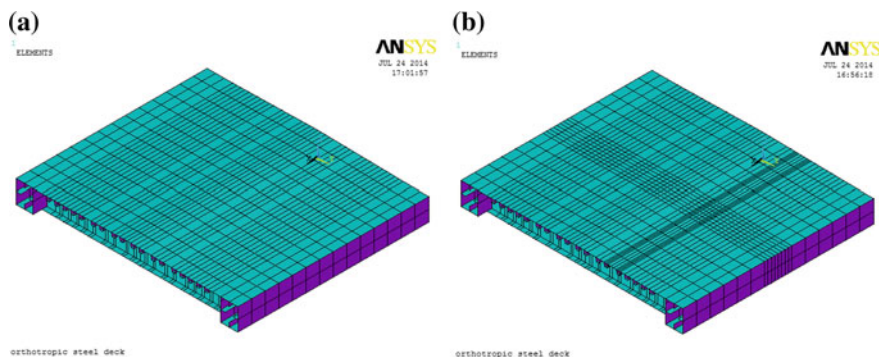 (a)
1
ELEMENTS
ANSYS
JUL 24 2014
17:01:57
orthotropic steel deck
(b)
1
ELEMENTS
ANSYS
JUL 24 2014
16:56:18
orthotropic steel deck